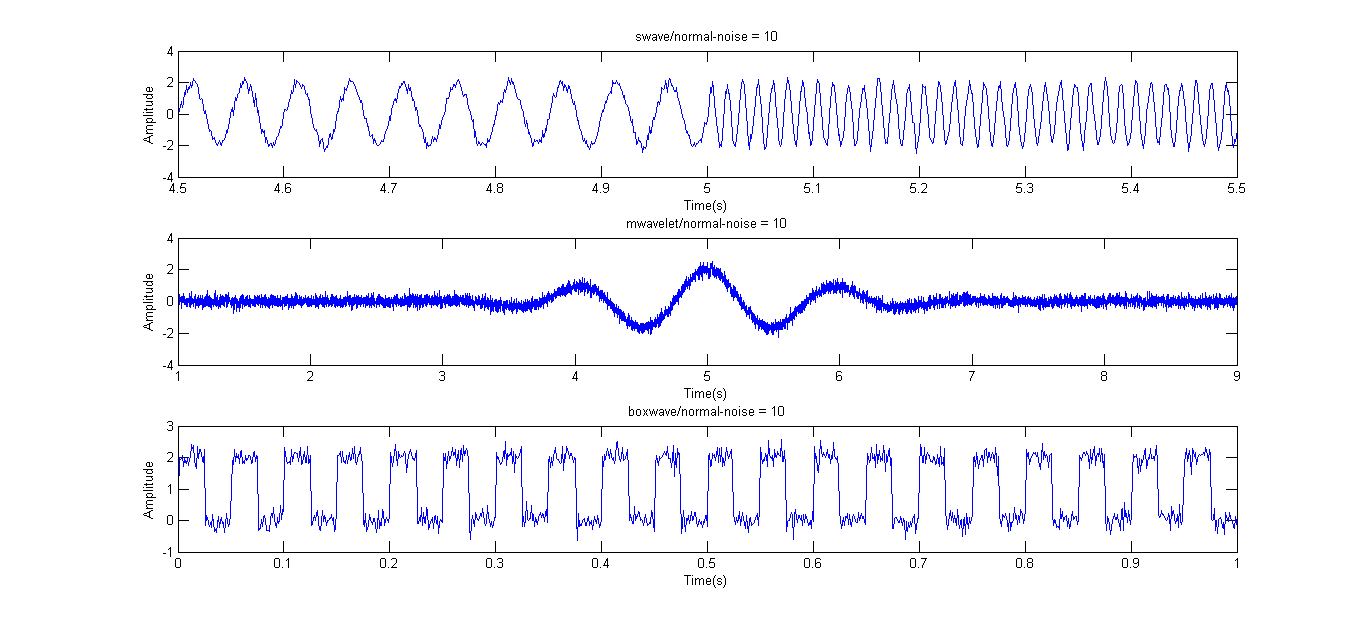 swave/normal-noise = 10
4
2
0
-2
-4
Amplitude
4.5 4.6 4.7 4.8 4.9 5 5.1 5.2 5.3 5.4 5.5
Time(s)
mwavelet/normal-noise = 10
4
2
0
-2
-4
Amplitude
1 2 3 4 5 6 7 8 9
Time(s)
boxwave/normal-noise = 10
3
2
1
0
-1
Amplitude
0 0.1 0.2 0.3 0.4 0.5 0.6 0.7 0.8 0.9 1
Time(s)